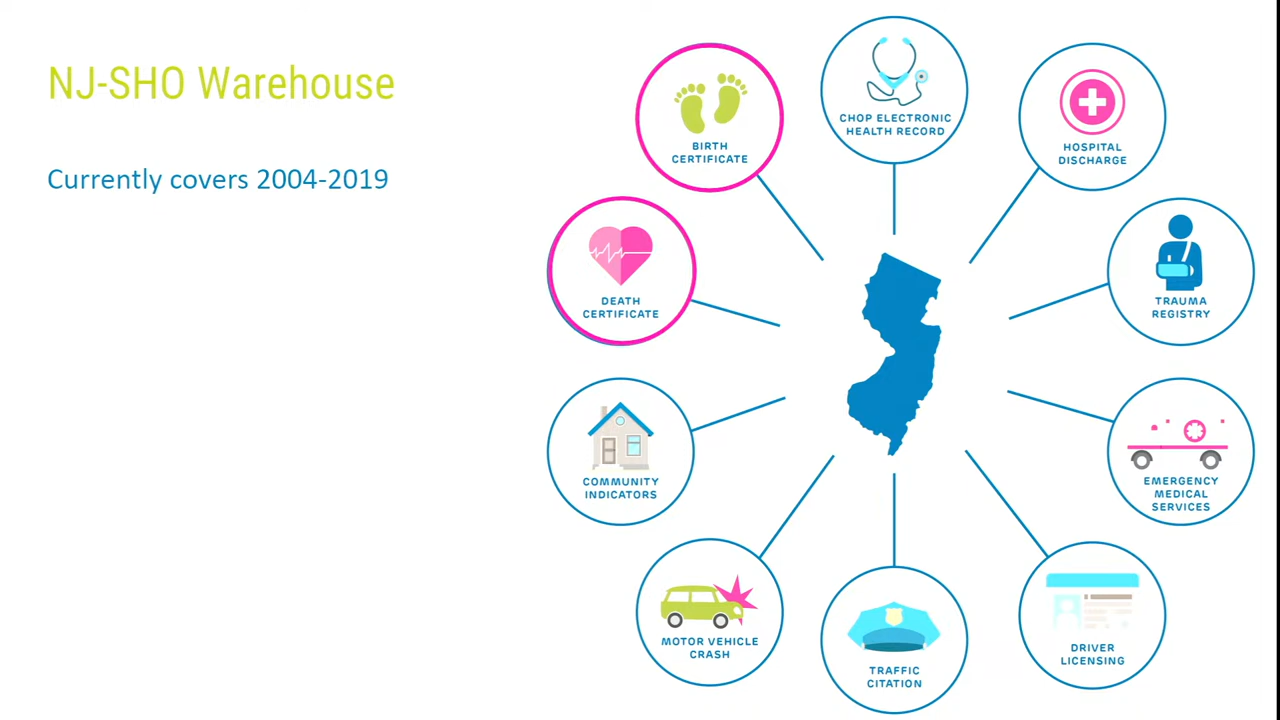 NJ-SHO Warehouse
Currently covers 2004-2019
BIRTH
CERTIFICATE
CHOP ELECTRONIC
HEALTH RECORD
HOSPITAL
DISCHARGE
DEATH
CERTIFICATE
TRAUMA
REGISTRY
COMMUNITY
INDICATORS
EMERGENCY
MEDICAL
SERVICES
MOTOR VEHICLE
CRASH
TRAFFIC
CITATION
DRIVER
LICENSING